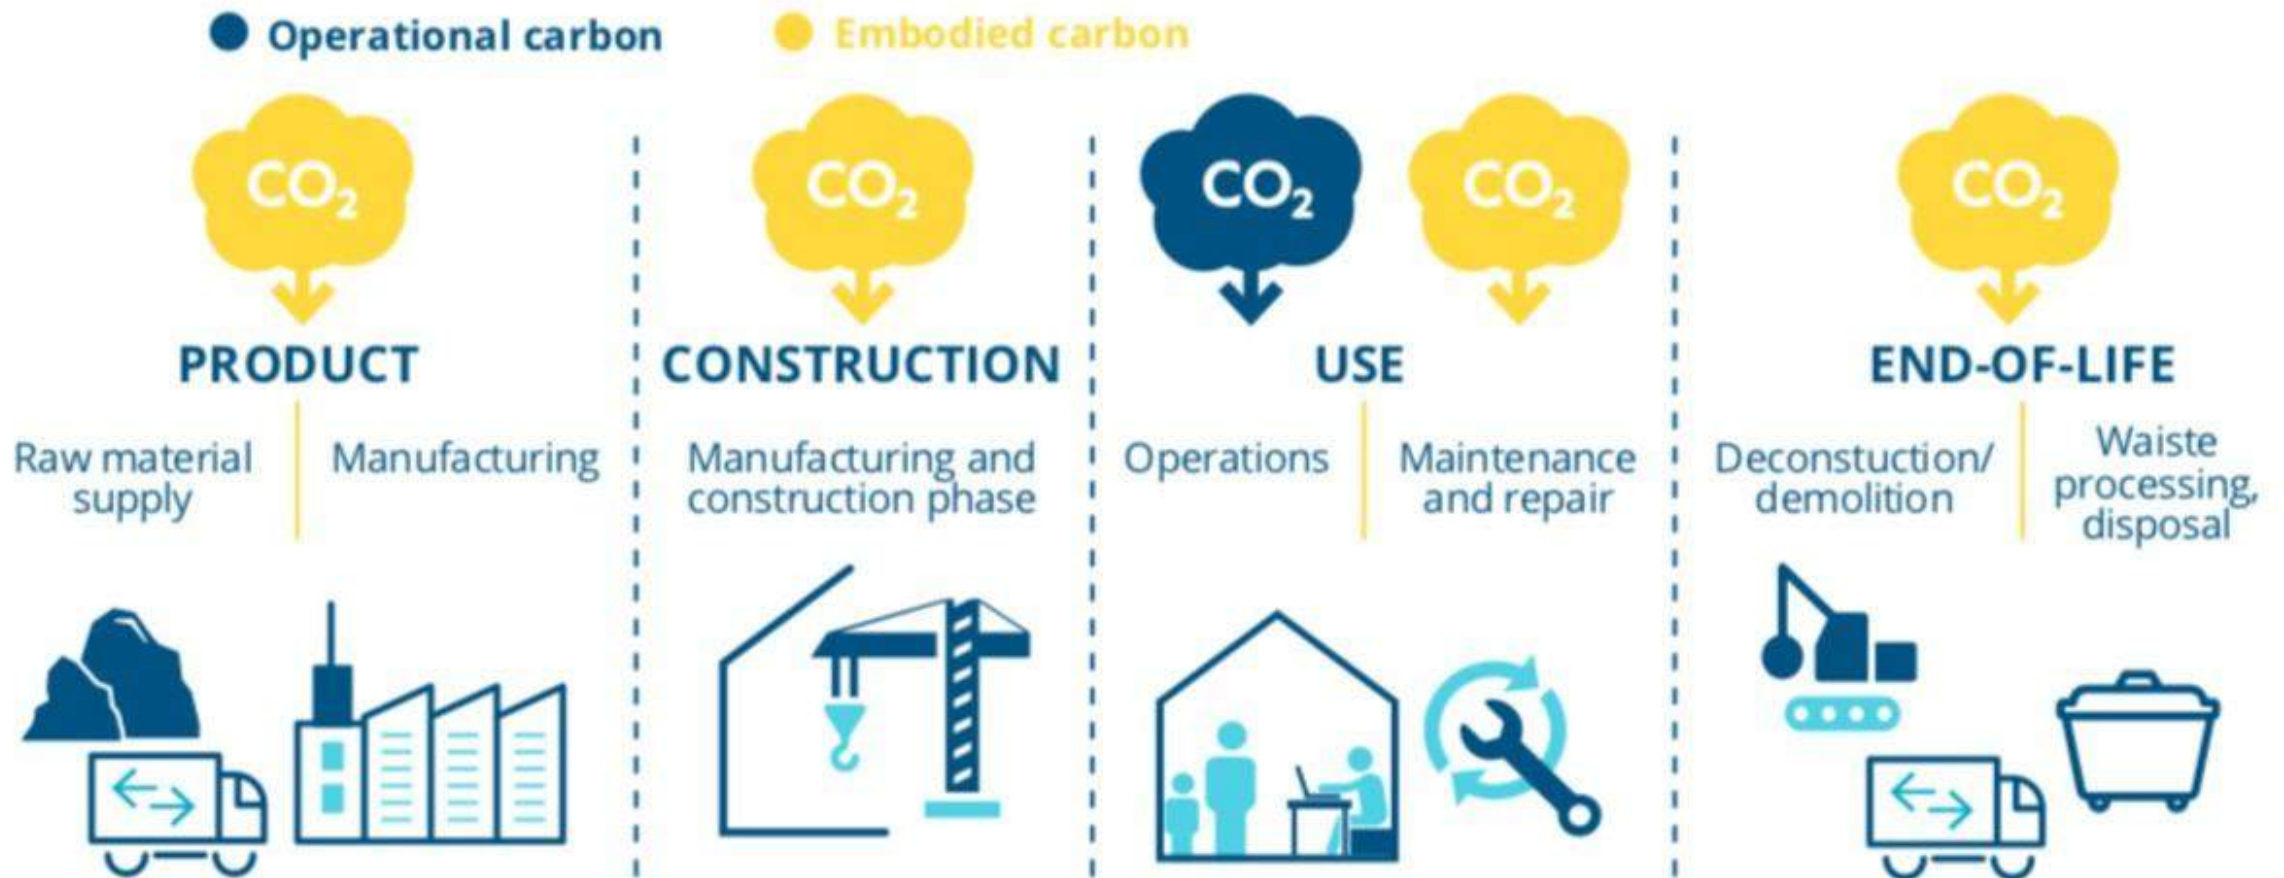 Operational carbon
Embodied carbon
CO₂
CO₂
CO₂
CO₂
CO₂
PRODUCT
CONSTRUCTION
USE
END-OF-LIFE
Raw material
supply
Manufacturing
Manufacturing and
construction phase
Operations
Maintenance
and repair
Deconstuction/
demolition
Waiste
processing,
disposal